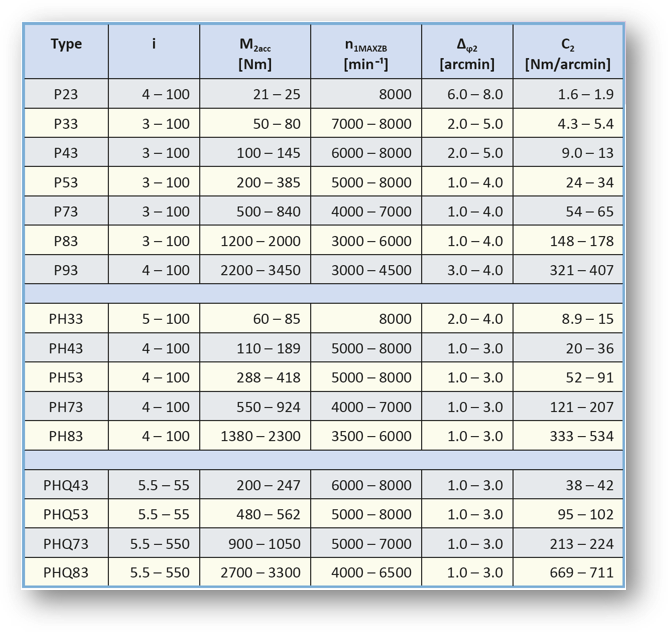 Type i M2acc n1MAXZB Δφ2 C2
[Nm] [min⁻¹] [arcmin] [Nm/arcmin]
P23 4 – 100 21 – 25 8000 6.0 – 8.0 1.6 – 1.9
P33 3 – 100 50 – 80 7000 – 8000 2.0 – 5.0 4.3 – 5.4
P43 3 – 100 100 – 145 6000 – 8000 2.0 – 5.0 9.0 – 13
P53 3 – 100 200 – 385 5000 – 8000 1.0 – 4.0 24 – 34
P73 3 – 100 500 – 840 4000 – 7000 1.0 – 4.0 54 – 65
P83 3 – 100 1200 – 2000 3000 – 6000 1.0 – 4.0 148 – 178
P93 4 – 100 2200 – 3450 3000 – 4500 3.0 – 4.0 321 – 407
PH33 5 – 100 60 – 85 8000 2.0 – 4.0 8.9 – 15
PH43 4 – 100 110 – 189 5000 – 8000 1.0 – 3.0 20 – 36
PH53 4 – 100 288 – 418 5000 – 8000 1.0 – 3.0 52 – 91
PH73 4 – 100 550 – 924 4000 – 7000 1.0 – 3.0 121 – 207
PH83 4 – 100 1380 – 2300 3500 – 6000 1.0 – 3.0 333 – 534
PHQ43 5.5 – 55 200 – 247 6000 – 8000 1.0 – 3.0 38 – 42
PHQ53 5.5 – 55 480 – 562 5000 – 8000 1.0 – 3.0 95 – 102
PHQ73 5.5 – 550 900 – 1050 5000 – 7000 1.0 – 3.0 213 – 224
PHQ83 5.5 – 550 2700 – 3300 4000 – 6500 1.0 – 3.0 669 – 711